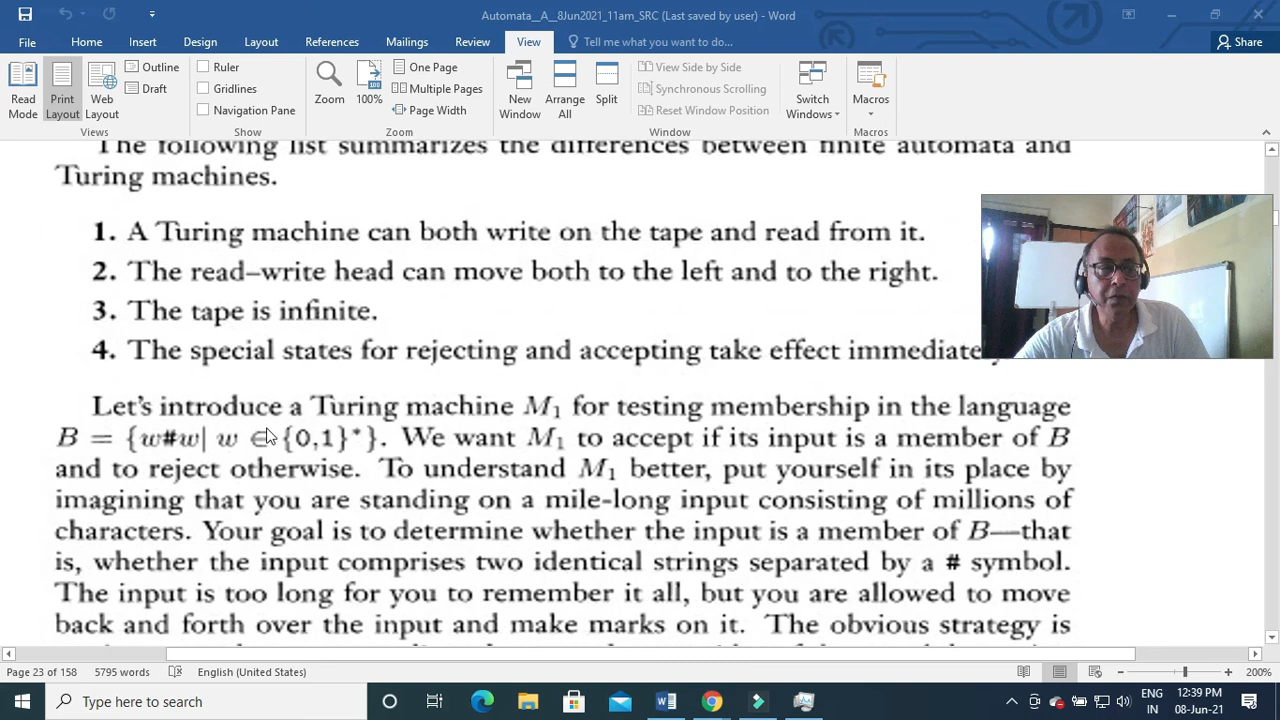 Automata__A__8Jun2021_11am_SRC (Last saved by user) - Word
File Home Insert Design Layout References Mailings Review View Tell me what you want to do... Share
Read Mode
Print Layout
Web Layout
Outline
Draft
Views
Ruler
Gridlines
Navigation Pane
Show
Zoom
100%
One Page
Multiple Pages
Page Width
Zoom
New Window
Arrange All
Split
View Side by Side
Synchronous Scrolling
Reset Window Position
Window
Switch Windows
Macros
Macros
The following list summarizes the differences between finite automata and
Turing machines.
1. A Turing machine can both write on the tape and read from it.
2. The read–write head can move both to the left and to the right.
3. The tape is infinite.
4. The special states for rejecting and accepting take effect immediately
Let's introduce a Turing machine M₁ for testing membership in the language
B = {w#w| w ∈ {0,1}*}. We want M₁ to accept if its input is a member of B
and to reject otherwise. To understand M₁ better, put yourself in its place by
imagining that you are standing on a mile-long input consisting of millions of
characters. Your goal is to determine whether the input is a member of B—that
is, whether the input comprises two identical strings separated by a # symbol.
The input is too long for you to remember it all, but you are allowed to move
back and forth over the input and make marks on it. The obvious strategy is
Page 23 of 158 5795 words English (United States) 200%
Type here to search
ENG
IN
12:39 PM
08-Jun-21